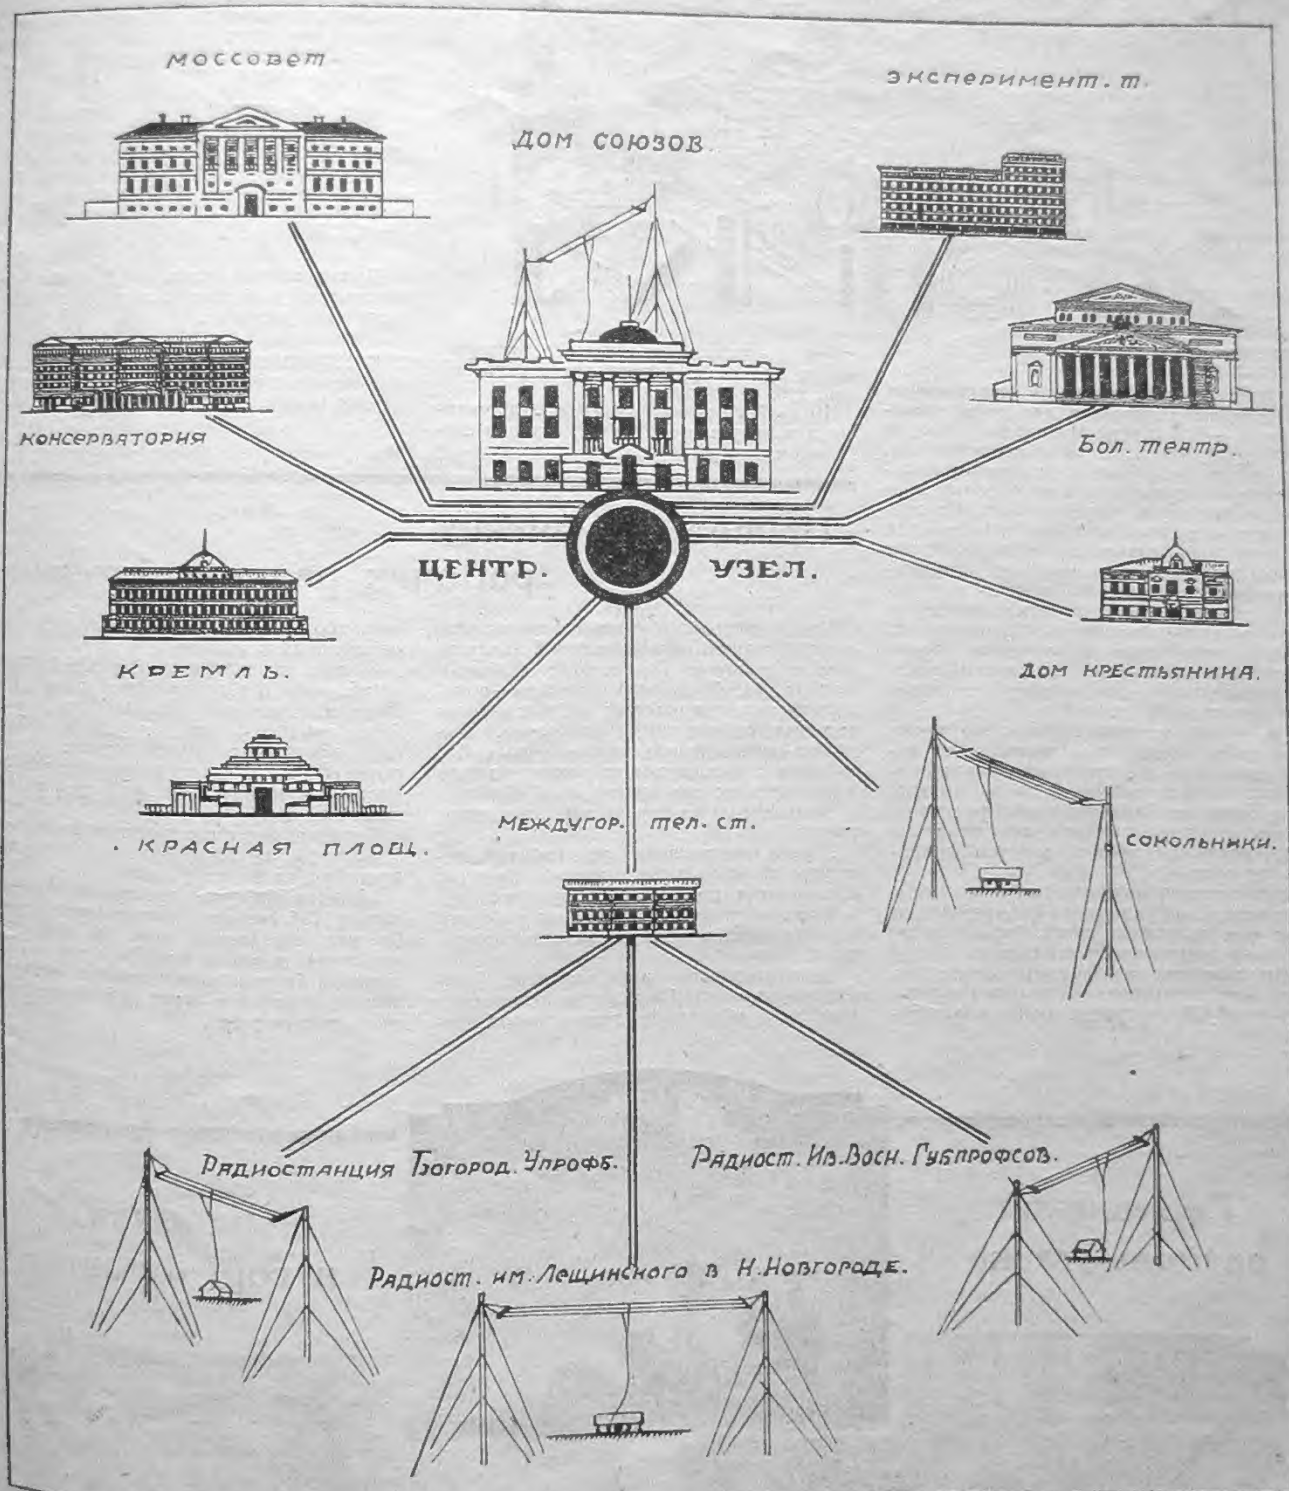 МОССОВЕТ
ЭКСПЕРИМЕНТ. Т.
ДОМ СОЮЗОВ.
КОНСЕРВАТОРИЯ
БОЛ. ТЕАТР.
ЦЕНТР. УЗЕЛ.
КРЕМЛЬ.
ДОМ КРЕСТЬЯНИНА.
КРАСНАЯ ПЛОЩ.
МЕЖДУГОР. ТЕЛ. СТ.
СОКОЛЬНИКИ.
РАДИОСТАНЦИЯ БОГОРОД. УПРОФБ.
РАДИОСТ. ИВ. ВОСН. ГУБПРОФСОВ.
РАДИОСТ. ИМ. ЛЕЩИНСКОГО В Н. НОВГОРОДЕ.